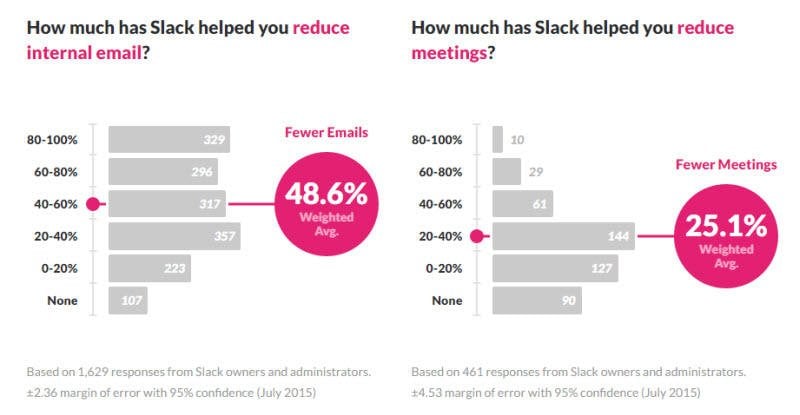 How much has Slack helped you reduce
internal email?
Fewer Emails
80-100% 329
60-80% 296
40-60% 317
20-40% 357
0-20% 223
None 107
48.6%
Weighted
Avg.
Based on 1,629 responses from Slack owners and administrators.
±2.36 margin of error with 95% confidence (July 2015)
How much has Slack helped you reduce
meetings?
Fewer Meetings
80-100% 10
60-80% 29
40-60% 61
20-40% 144
0-20% 127
None 90
25.1%
Weighted
Avg.
Based on 461 responses from Slack owners and administrators.
±4.53 margin of error with 95% confidence (July 2015)